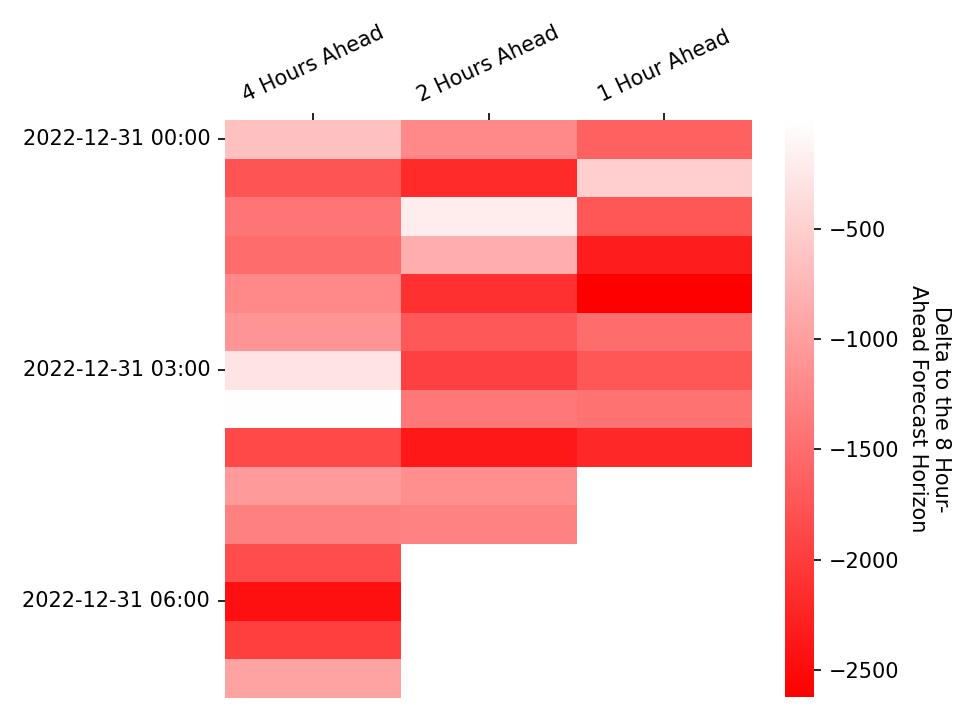 4 Hours Ahead
2 Hours Ahead
1 Hour Ahead
2022-12-31 00:00
2022-12-31 03:00
2022-12-31 06:00
−500
−1000
−1500
−2000
−2500
Delta to the 8 Hour-
Ahead Forecast Horizon